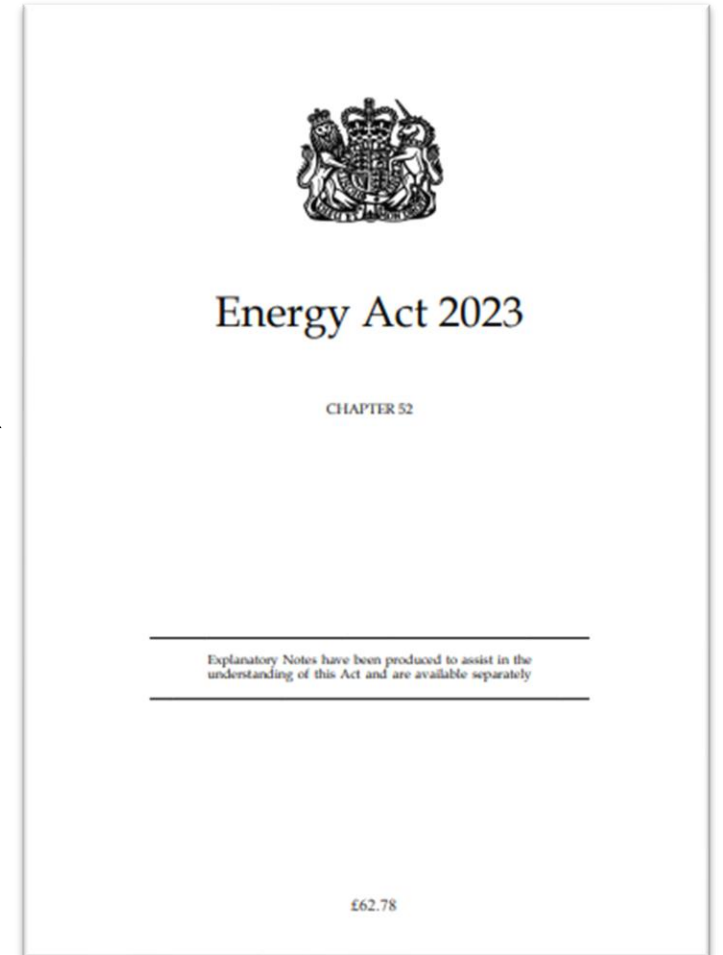 Energy Act 2023
CHAPTER 52
Explanatory Notes have been produced to assist in the
understanding of this Act and are available separately
£62.78